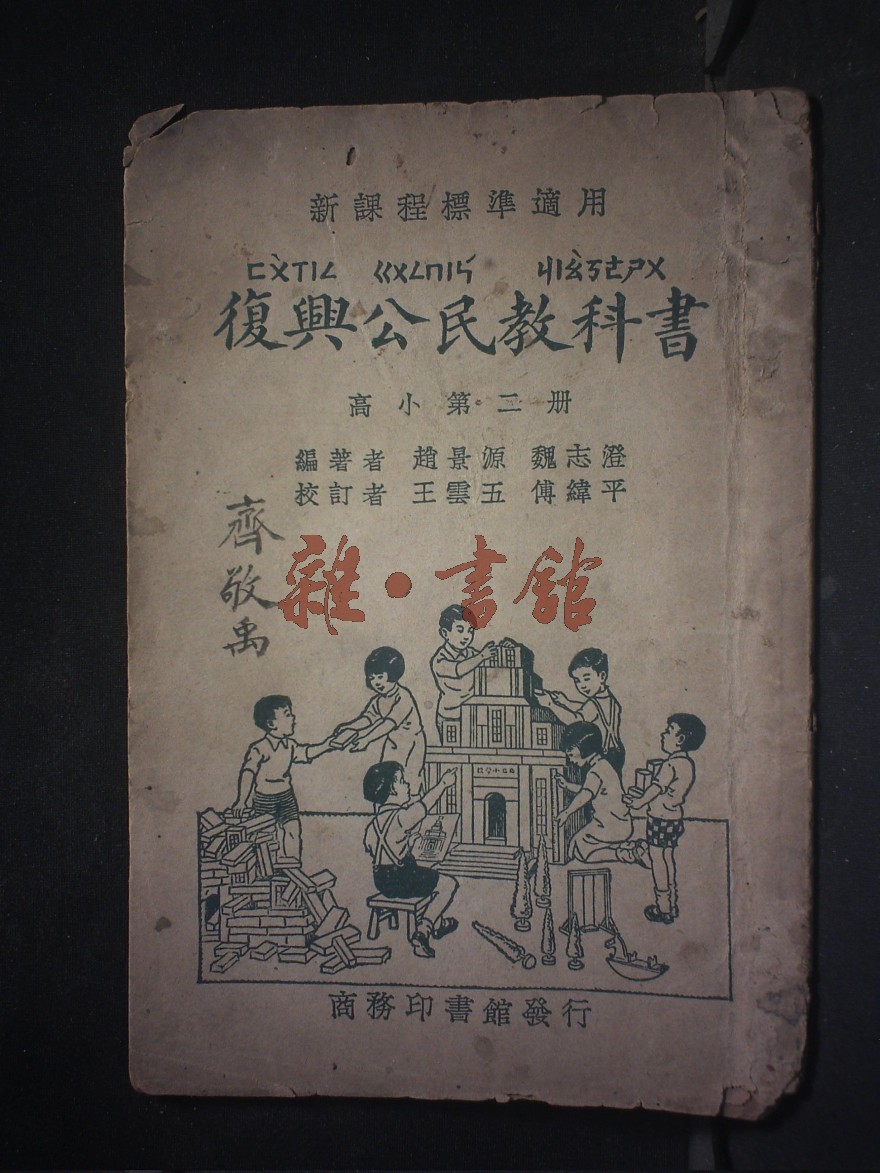 新課程標準適用
ㄈㄨˋㄒㄧㄥ ㄍㄨㄥㄇㄧㄣˊ ㄐㄧㄠˋㄎㄜㄕㄨ
復興公民教科書
高小第二册
編著者 趙景源 魏志澄
校訂者 王雲五 傅緯平
齊敬禹
雜·書館
商務印書館發行